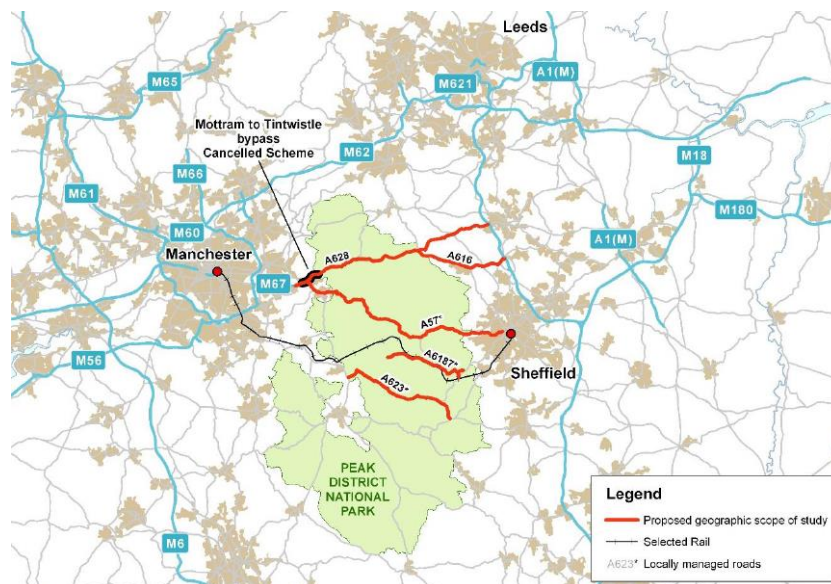 Leeds
M65
M621
A1(M)
Mottram to Tintwistle
bypass
Cancelled Scheme
M62
M18
M66
M61
M180
M60
A1(M)
Manchester
A628
A616
M67
A57*
M56
A6187*
Sheffield
A623*
PEAK
DISTRICT
NATIONAL
PARK
M6
Legend
Proposed geographic scope of study
Selected Rail
A623* Locally managed roads